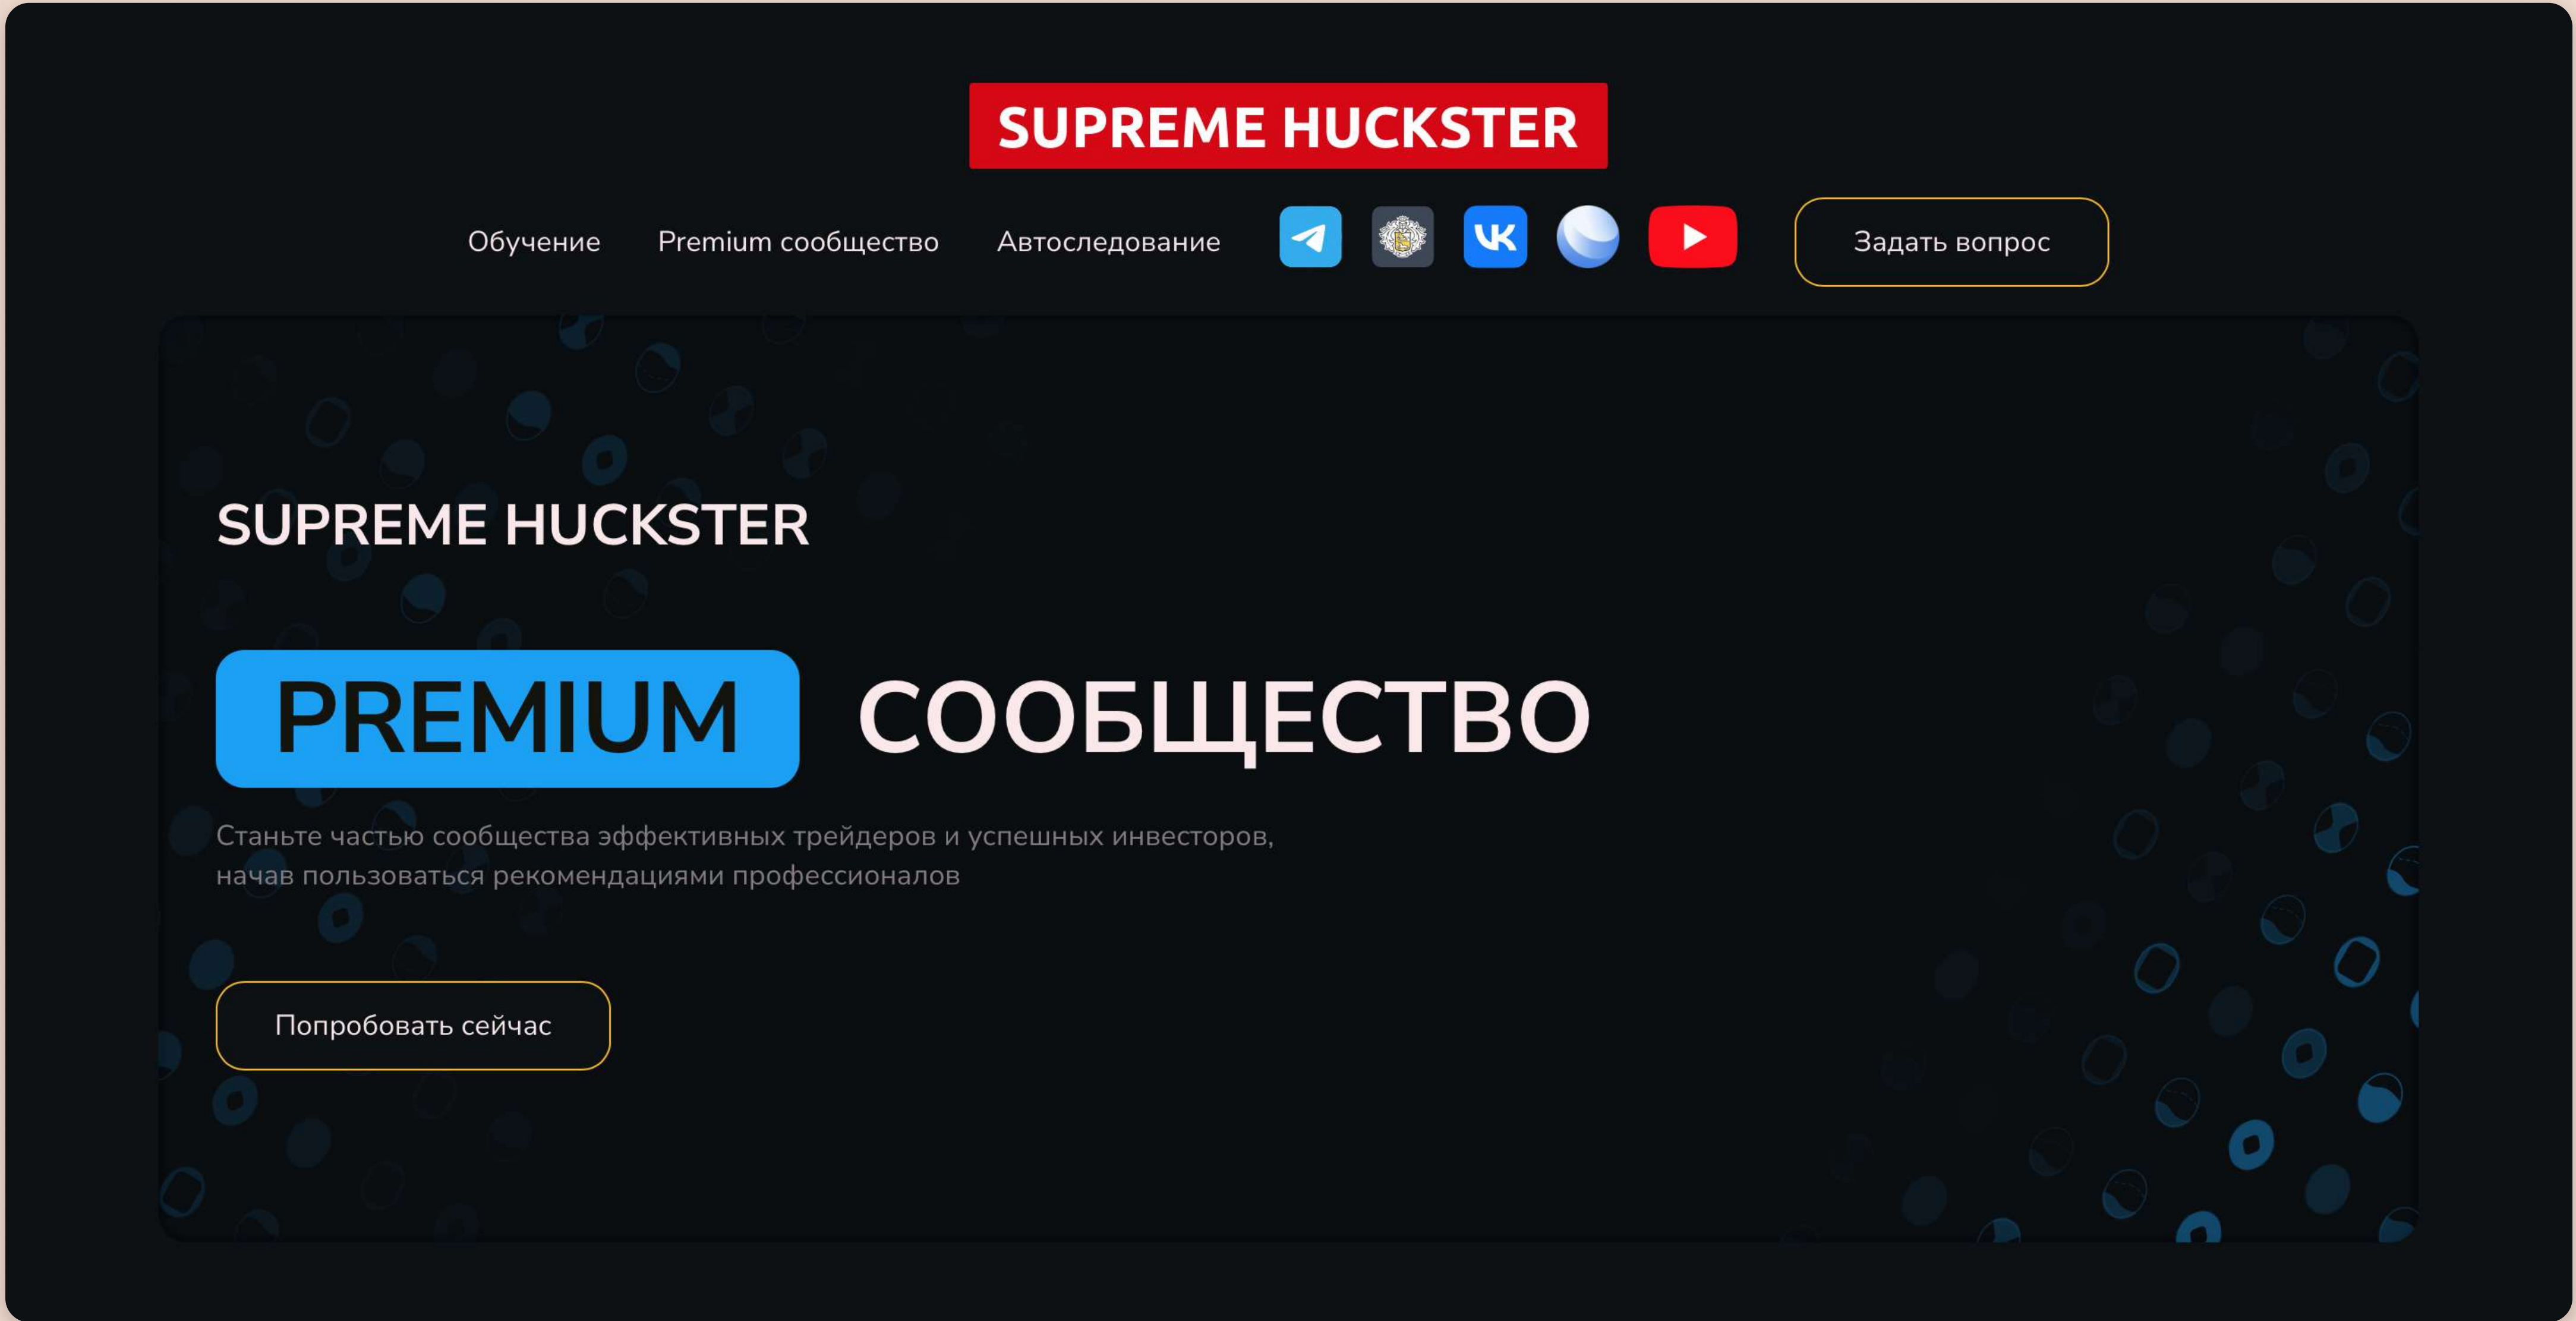 SUPREME HUCKSTER
Обучение Premium сообщество Автоследование Задать вопрос
SUPREME HUCKSTER
PREMIUM СООБЩЕСТВО
Станьте частью сообщества эффективных трейдеров и успешных инвесторов,
начав пользоваться рекомендациями профессионалов
Попробовать сейчас